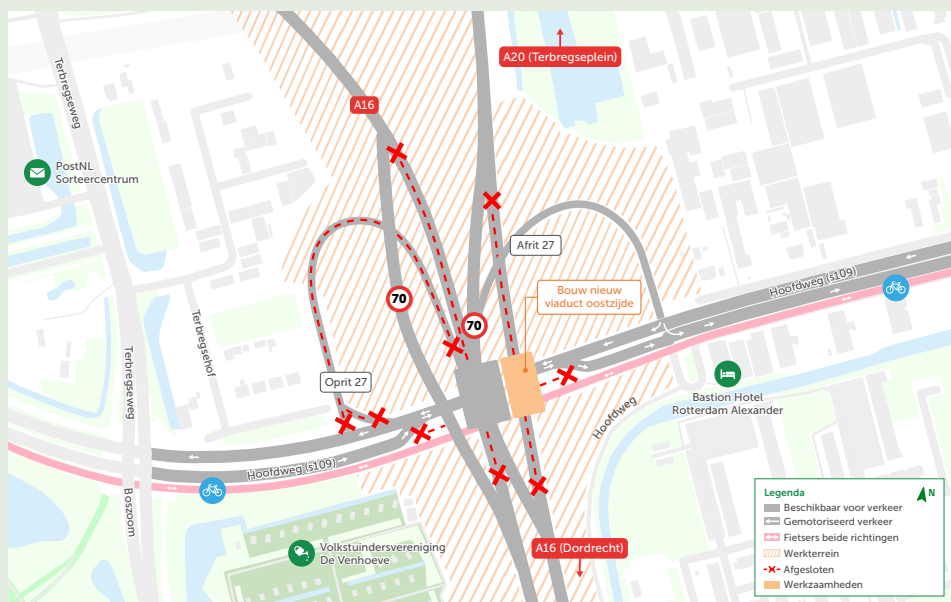 A20 (Terbregseplein)
Terbregseweg
A16
PostNL
Sorteercentrum
Afrit 27
Hoofdweg (s109)
Bouw nieuw
viaduct oostzijde
70
70
Terbregsehof
Terbregseweg
Oprit 27
Bastion Hotel
Rotterdam Alexander
Hoofdweg
Hoofdweg (s109)
Boszoom
Volkstuindersvereniging
De Venhoeve
A16 (Dordrecht)
Legenda
N
Beschikbaar voor verkeer
Gemotoriseerd verkeer
Fietsers beide richtingen
Werkterrein
Afgesloten
Werkzaamheden